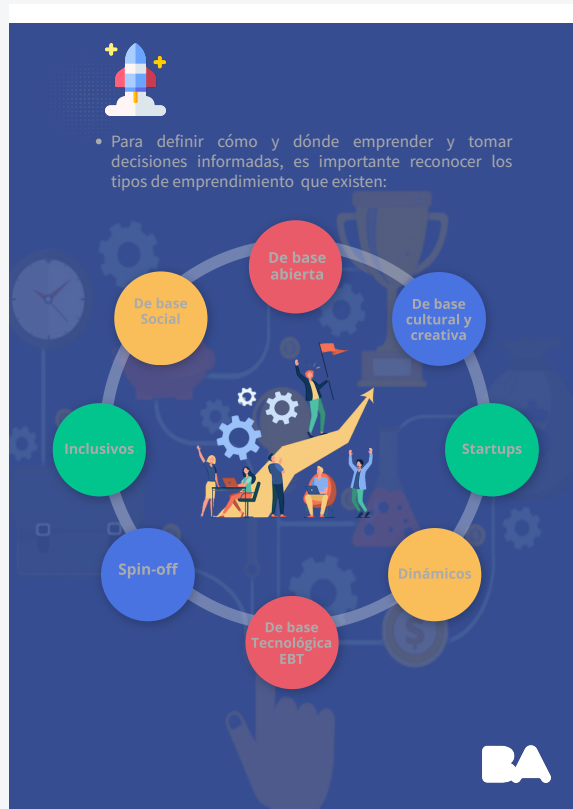 • Para definir cómo y dónde emprender y tomar
decisiones informadas, es importante reconocer los
tipos de emprendimiento que existen:
De base
abierta
De base
Social
De base
cultural y
creativa
Inclusivos
Startups
Spin-off
Dinámicos
De base
Tecnológica
EBT
BA